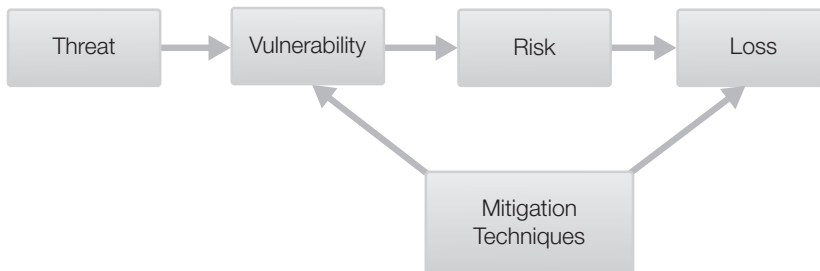 Threat
Vulnerability
Risk
Loss
Mitigation
Techniques